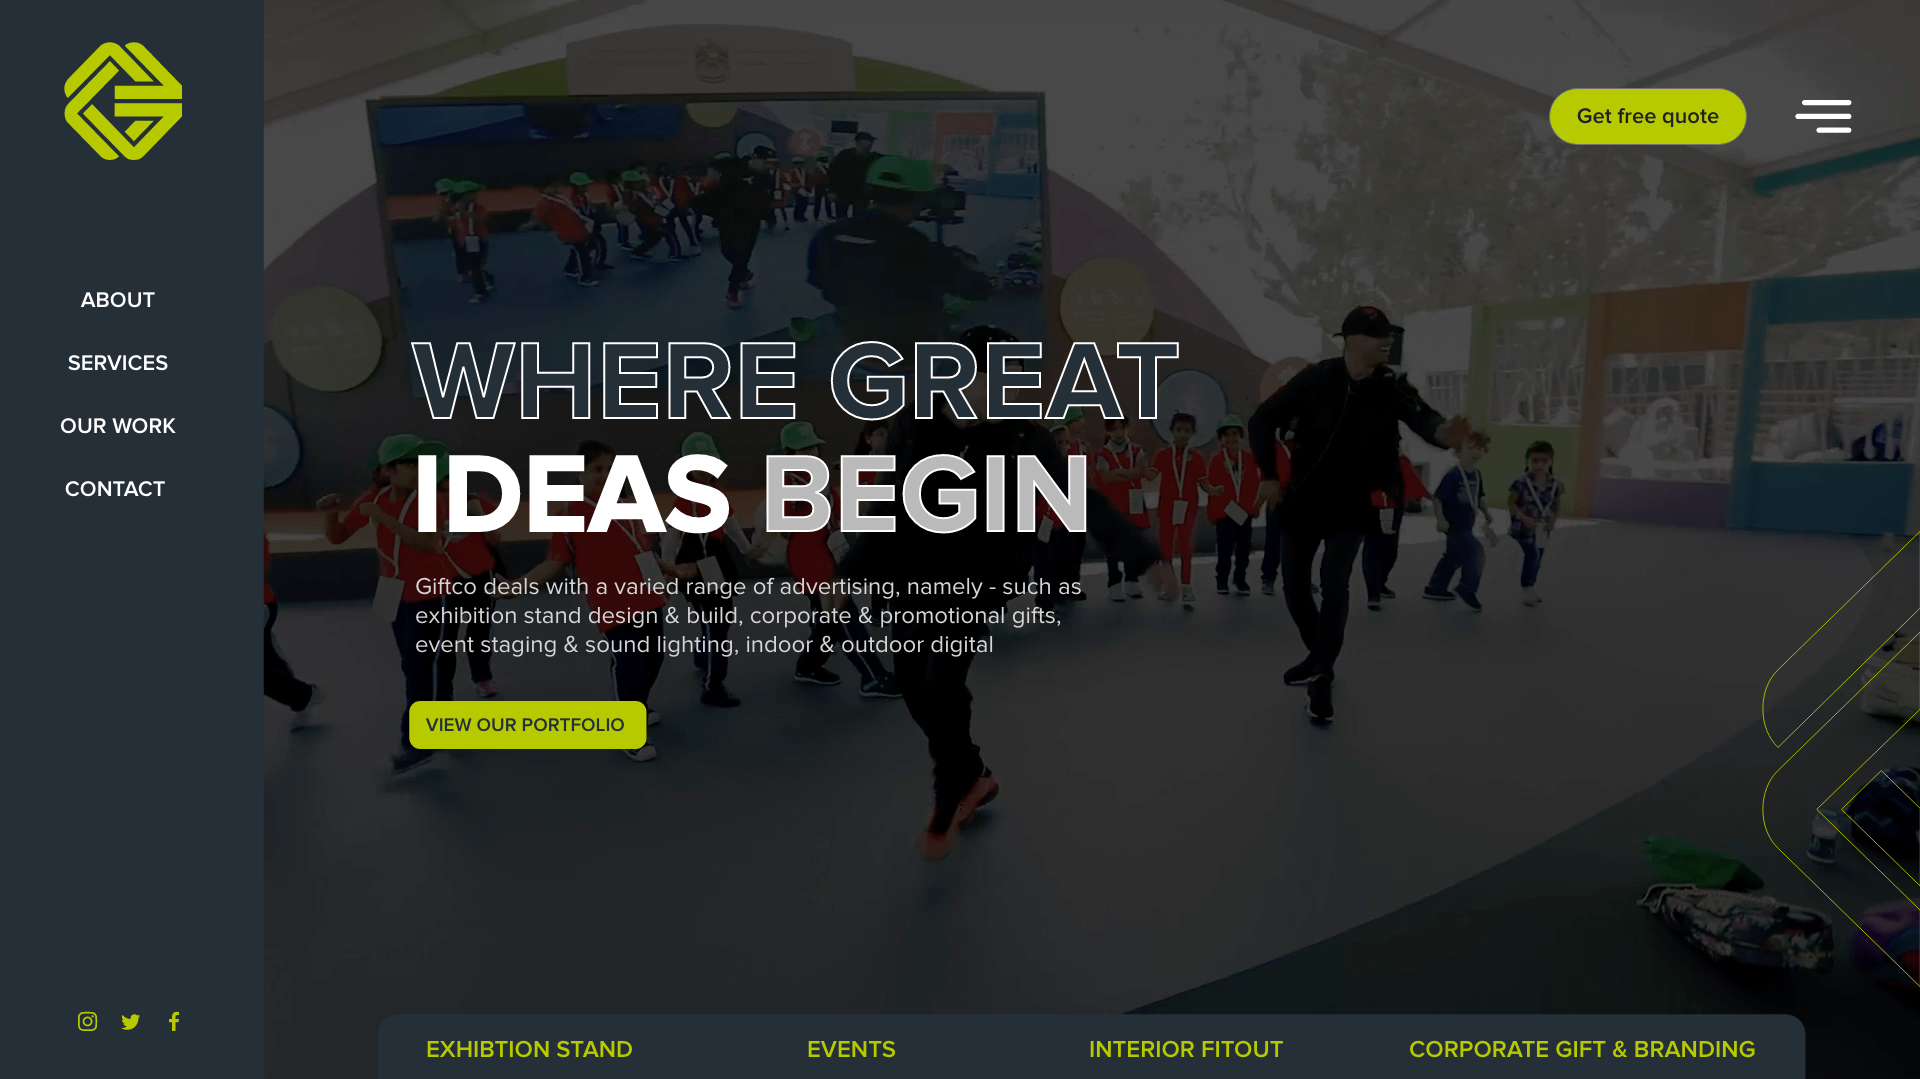 ABOUT
SERVICES
OUR WORK
CONTACT
Get free quote
WHERE GREAT
IDEAS BEGIN
Giftco deals with a varied range of advertising, namely - such as
exhibition stand design & build, corporate & promotional gifts,
event staging & sound lighting, indoor & outdoor digital
VIEW OUR PORTFOLIO
EXHIBTION STAND
EVENTS
INTERIOR FITOUT
CORPORATE GIFT & BRANDING